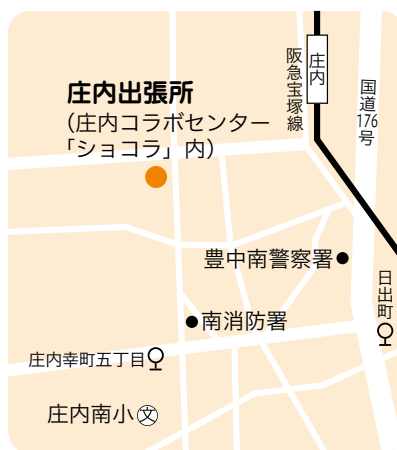 庄内出張所
(庄内コラボセンター
「ショコラ」内)
阪急宝塚線
庄内
国道176号
豊中南警察署
日出町
南消防署
庄内幸町五丁目
庄内南小
文